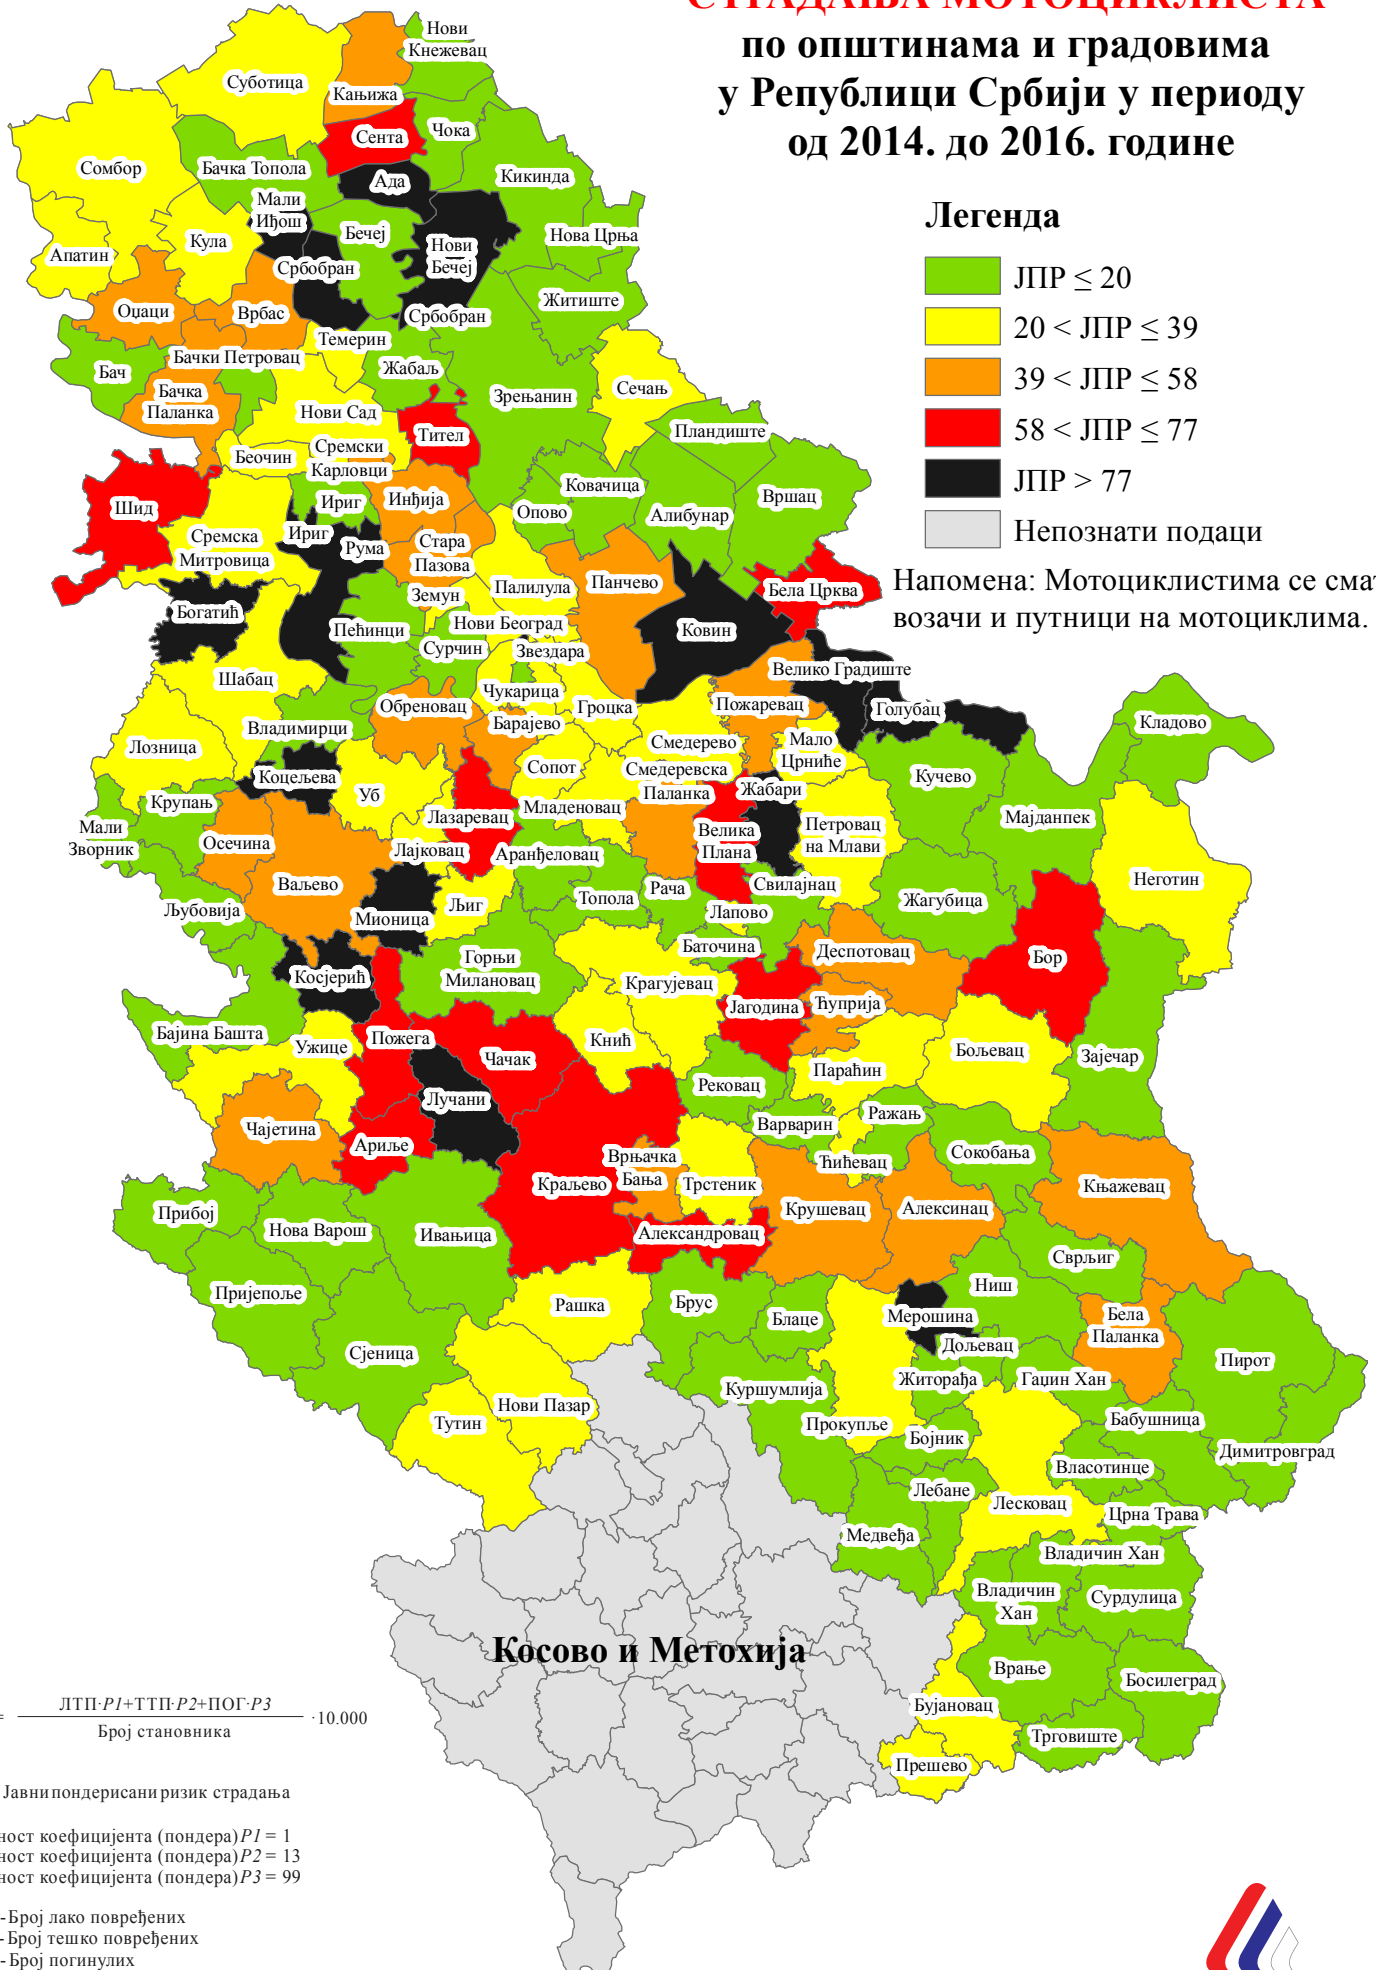 СТРАДАЊА МОТОЦИКЛИСТА
по општинама и градовима
у Републици Србији у периоду
од 2014. до 2016. године
Легенда
ЈПР ≤ 20
20 < ЈПР ≤ 39
39 < ЈПР ≤ 58
58 < ЈПР ≤ 77
ЈПР > 77
Непознати подаци
Напомена: Мотоциклистима се смат
возачи и путници на мотоциклима.
Нови
Кнежевац
Суботица
Кањижа
Сента
Чока
Сомбор
Бачка Топола
Ада
Кикинда
Мали
Иђош
Апатин
Кула
Бечеј
Нови
Бечеј
Нова Црња
Србобран
Житиште
Оџаци
Врбас
Србобран
Темерин
Бач
Бачки Петровац
Жабаљ
Бачка
Паланка
Нови Сад
Зрењанин
Сечањ
Тител
Пландиште
Беочин
Сремски
Карловци
Ковачица
Вршац
Шид
Ириг
Инђија
Опово
Алибунар
Ириг
Рума
Сремска
Митровица
Стара
Пазова
Панчево
Бела Црква
Земун
Палилула
Богатић
Пећинци
Нови Београд
Ковин
Сурчин
Звездара
Шабац
Велико Градиште
Чукарица
Обреновац
Гроцка
Пожаревац
Голубац
Кладово
Владимирци
Барајево
Лозница
Смедерево
Мало
Црниће
Коцељева
Сопот
Смедеревска
Паланка
Кучево
Уб
Жабари
Крупањ
Младеновац
Мали
Зворник
Лазаревац
Мајданпек
Осечина
Велика
Плана
Петровац
на Млави
Лајковац
Аранђеловац
Ваљево
Свилајнац
Неготин
Рача
Топола
Жагубица
Љубовија
Љиг
Мионица
Лапово
Баточина
Деспотовац
Горњи
Милановац
Бор
Косјерић
Крагујевац
Јагодина
Ћуприја
Бајина Башта
Ужице
Пожега
Чачак
Кнић
Бољевац
Зајечар
Параћин
Рековац
Лучани
Ражањ
Чајетина
Варварин
Ариље
Сокобања
Врњачка
Бања
Ћићевац
Краљево
Трстеник
Књажевац
Крушевац
Алексинац
Прибој
Нова Варош
Ивањица
Александровац
Сврљиг
Ниш
Пријепоље
Рашка
Брус
Блаце
Мерошина
Бела
Паланка
Дољевац
Сјеница
Пирот
Житорађа
Гаџин Хан
Куршумлија
Нови Пазар
Тутин
Прокупље
Бојник
Бабушница
Димитровград
Власотинце
Лебане
Лесковац
Црна Трава
Медвеђа
Владичин Хан
Владичин
Хан
Сурдулица
Косово и Метохија
Врање
Босилеград
Бујановац
Трговиште
Прешево
= ЛТП·P1+ТТП·P2+ПОГ·P3
Број становника
·10.000
Јавни пондерисани ризик страдања
ност коефицијента (пондера) P1 = 1
ност коефицијента (пондера) P2 = 13
ност коефицијента (пондера) P3 = 99
- Број лако повређених
- Број тешко повређених
- Број погинулих